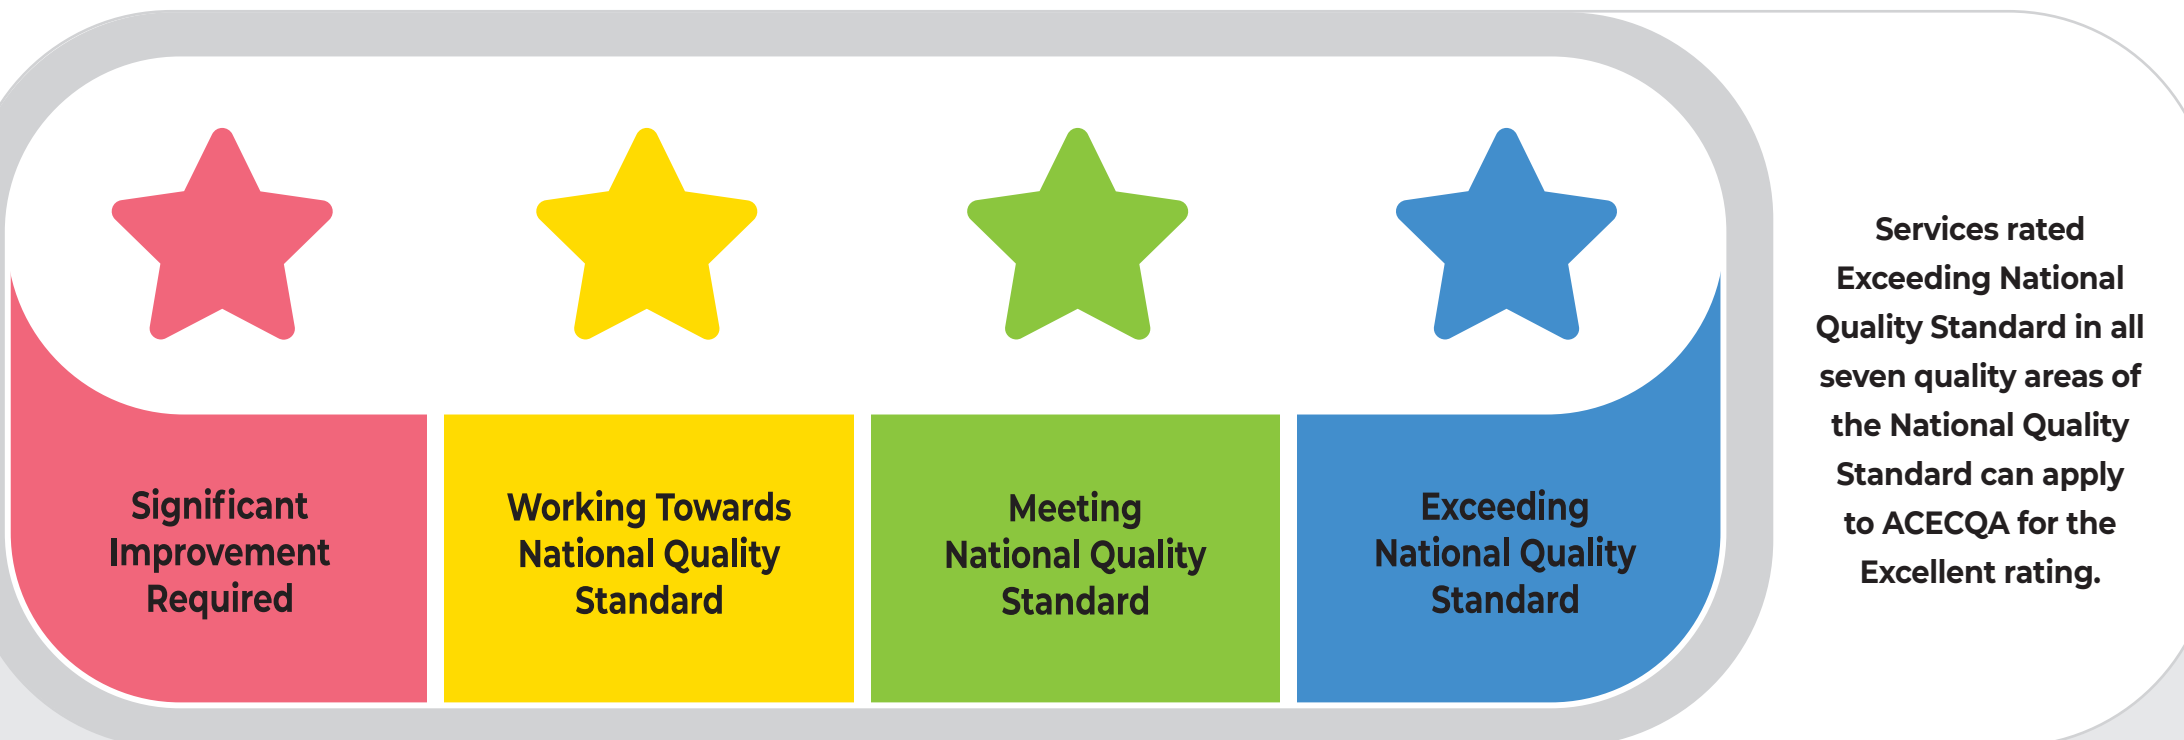 Significant
Improvement
Required
Working Towards
National Quality
Standard
Meeting
National Quality
Standard
Exceeding
National Quality
Standard
Services rated
Exceeding National
Quality Standard in all
seven quality areas of
the National Quality
Standard can apply
to ACECQA for the
Excellent rating.